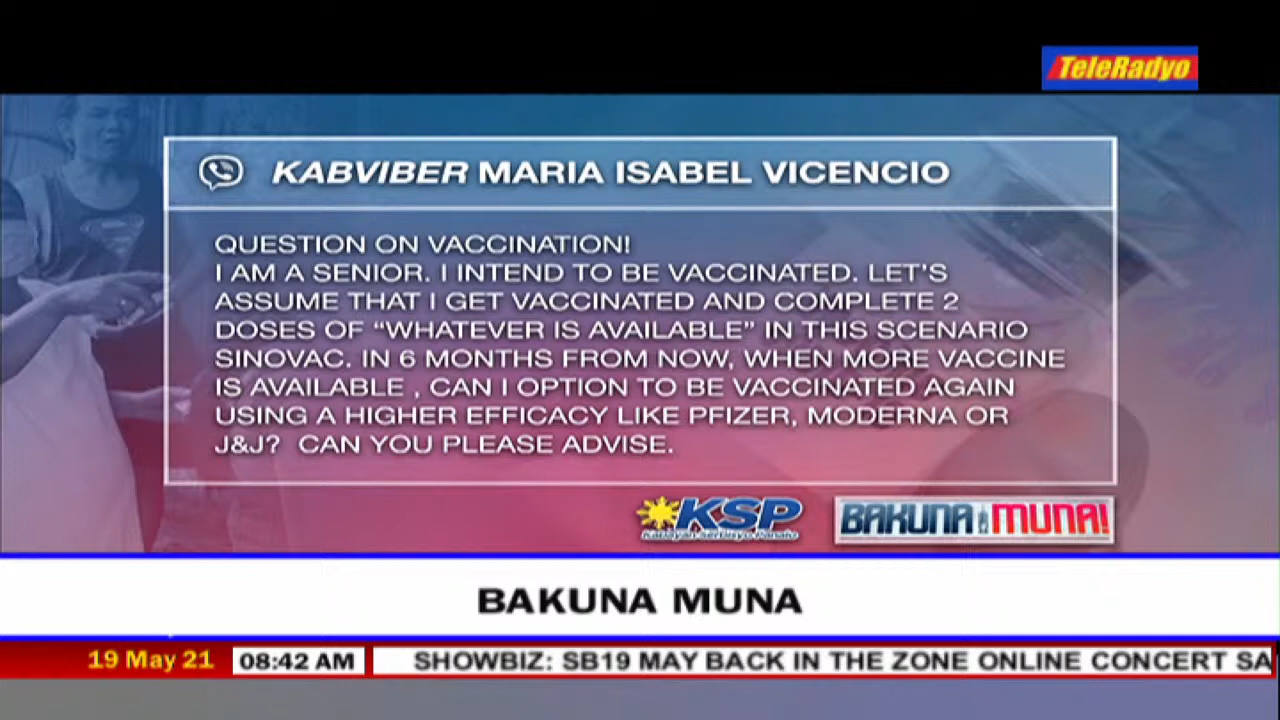 TeleRadyo
KABVIBER MARIA ISABEL VICENCIO
QUESTION ON VACCINATION!
I AM A SENIOR. I INTEND TO BE VACCINATED. LET'S
ASSUME THAT I GET VACCINATED AND COMPLETE 2
DOSES OF “WHATEVER IS AVAILABLE” IN THIS SCENARIO
SINOVAC. IN 6 MONTHS FROM NOW, WHEN MORE VACCINE
IS AVAILABLE , CAN I OPTION TO BE VACCINATED AGAIN
USING A HIGHER EFFICACY LIKE PFIZER, MODERNA OR
J&J? CAN YOU PLEASE ADVISE.
KSP
Kabayan Serbisyo Panalo
BAKUNA MUNA!
BAKUNA MUNA
19 May 21
08:42 AM
SHOWBIZ: SB19 MAY BACK IN THE ZONE ONLINE CONCERT SA